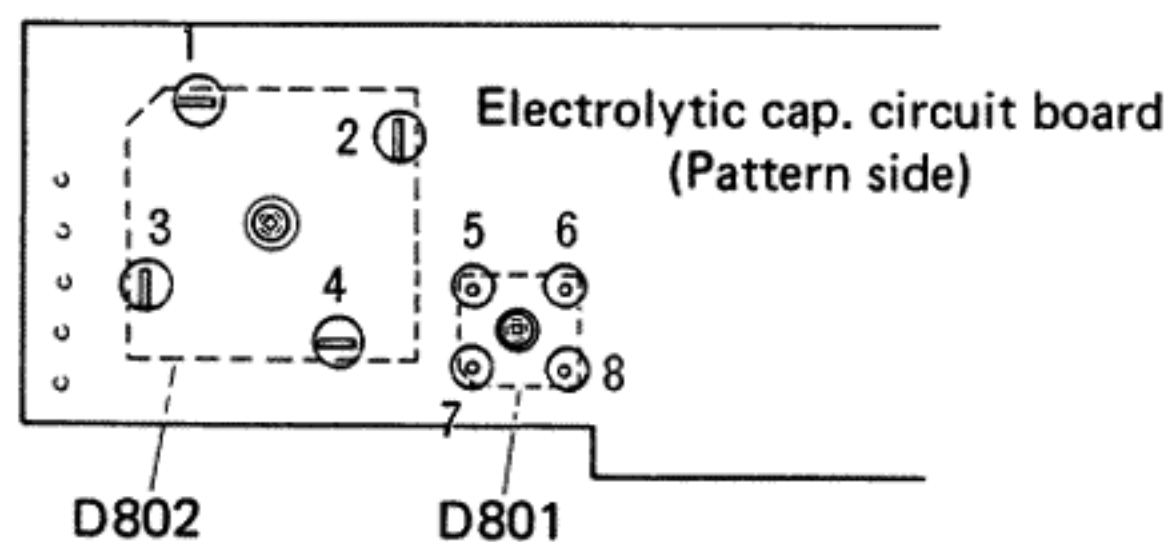 1
2
Electrolytic cap. circuit board
(Pattern side)
3
5
6
4
8
7
D802
D801